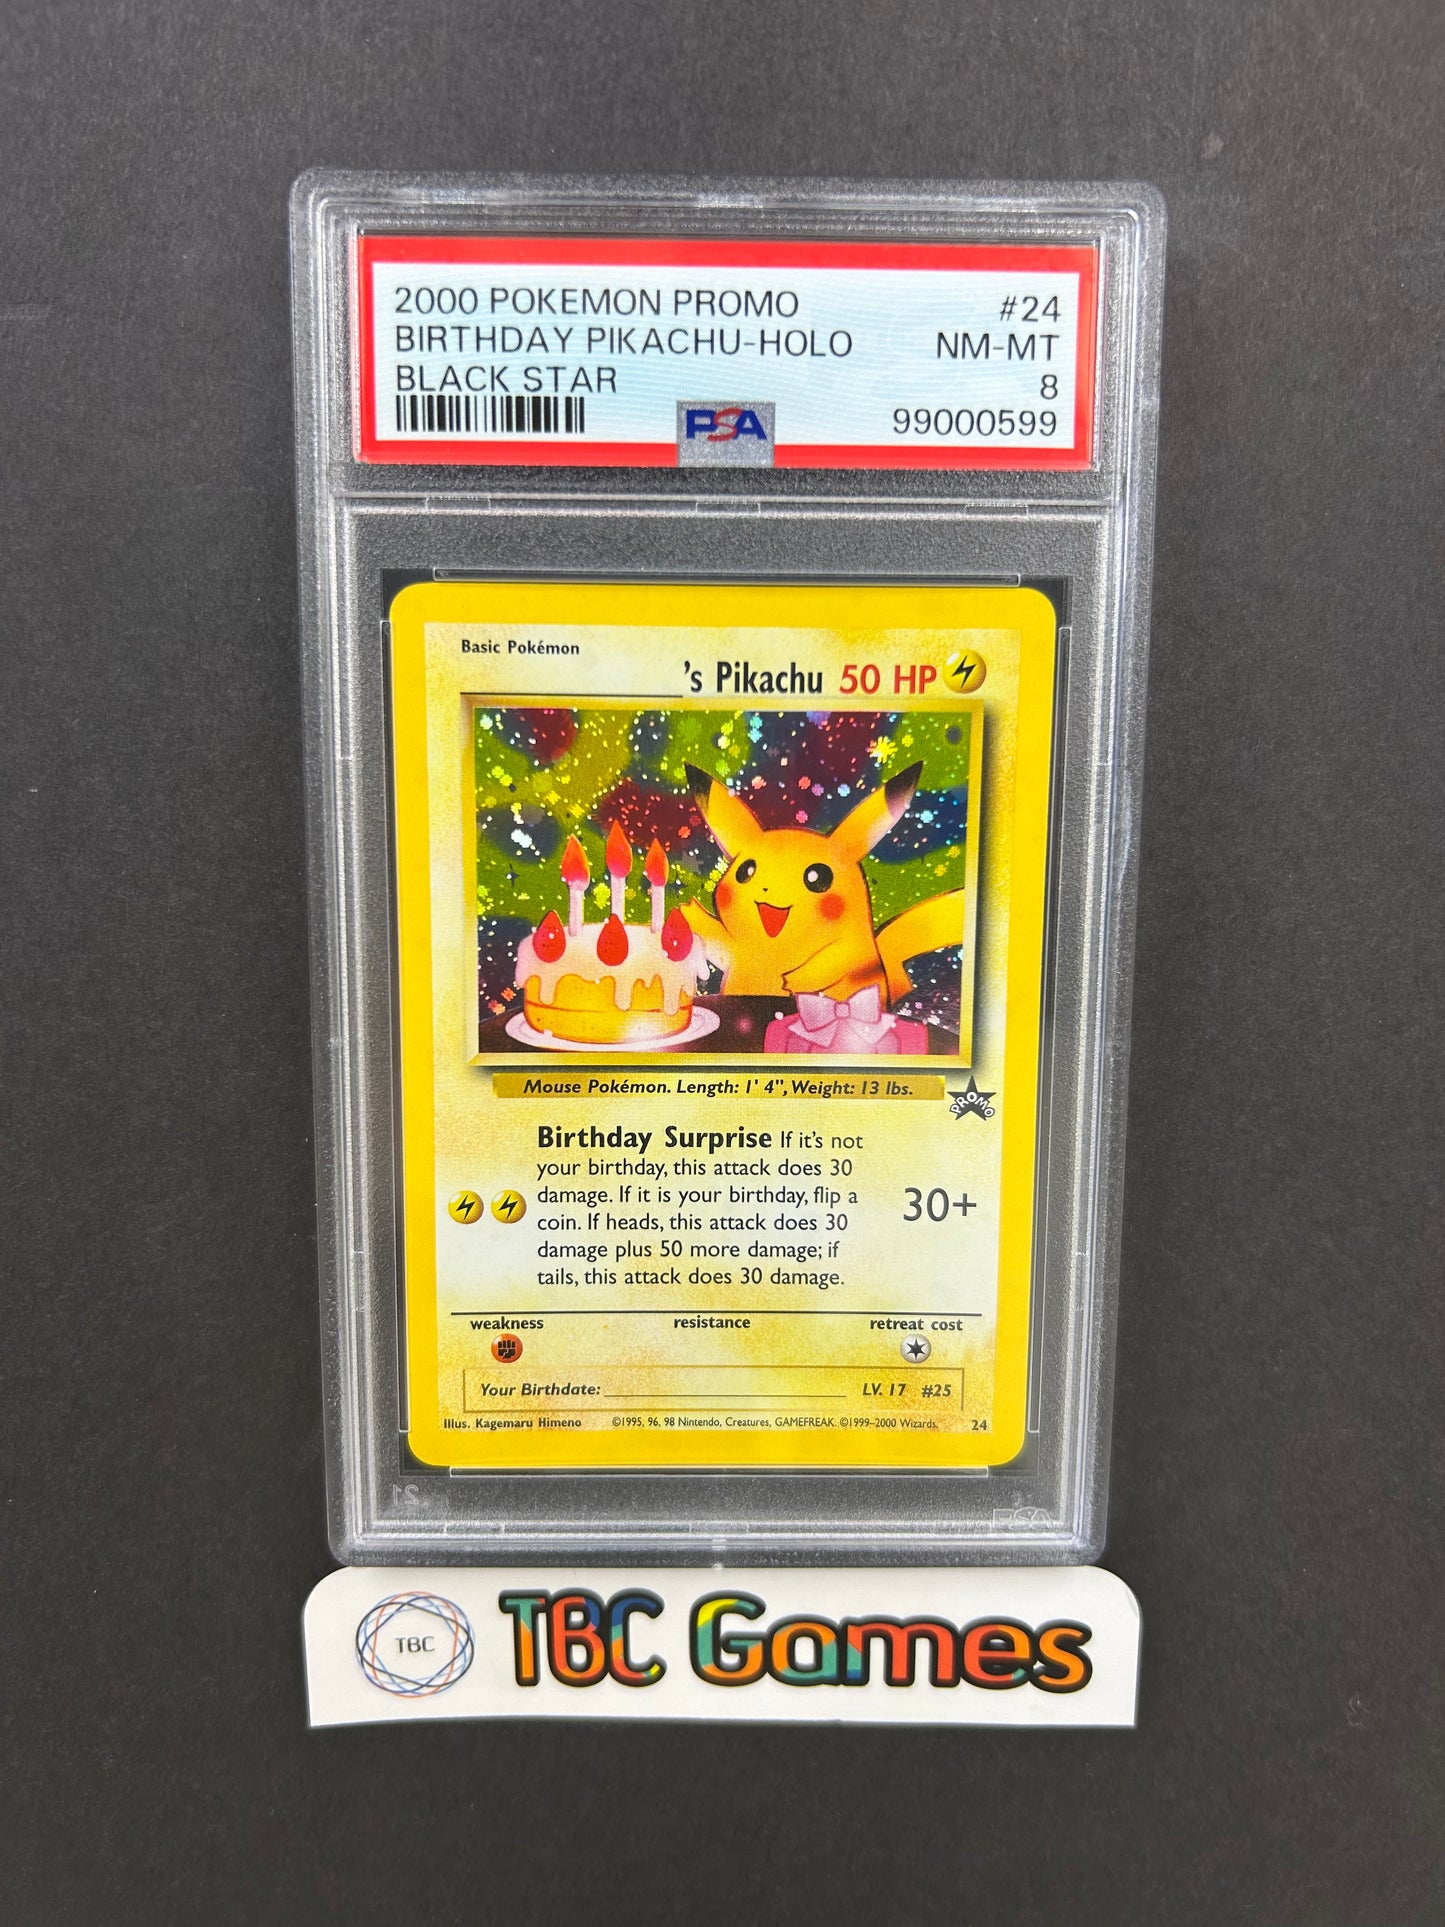 2000 POKEMON PROMO #24
BIRTHDAY PIKACHU-HOLO NM-MT
BLACK STAR 8
PSA 99000599
Basic Pokémon
's Pikachu 50 HP
Mouse Pokémon. Length: 1' 4", Weight: 13 lbs.
PROMO
Birthday Surprise If it's not
your birthday, this attack does 30
damage. If it is your birthday, flip a
coin. If heads, this attack does 30
damage plus 50 more damage; if
tails, this attack does 30 damage.
30+
weakness resistance retreat cost
Your Birthdate: LV. 17 #25
Illus. Kagemaru Himeno ©1995, 96, 98 Nintendo, Creatures, GAMEFREAK. ©1999-2000 Wizards. 24
21
PSA
TBC TBC Games